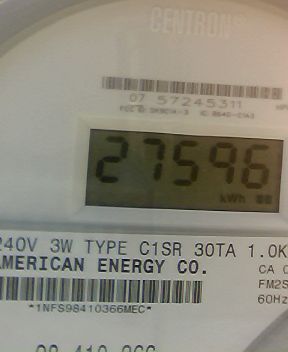 CENTRON®
07 57245311
27596
kWh
240V 3W TYPE C1SR 30TA 1.0K
AMERICAN ENERGY CO.
CA
FM2S
60Hz
*1NFS98410366MEC*